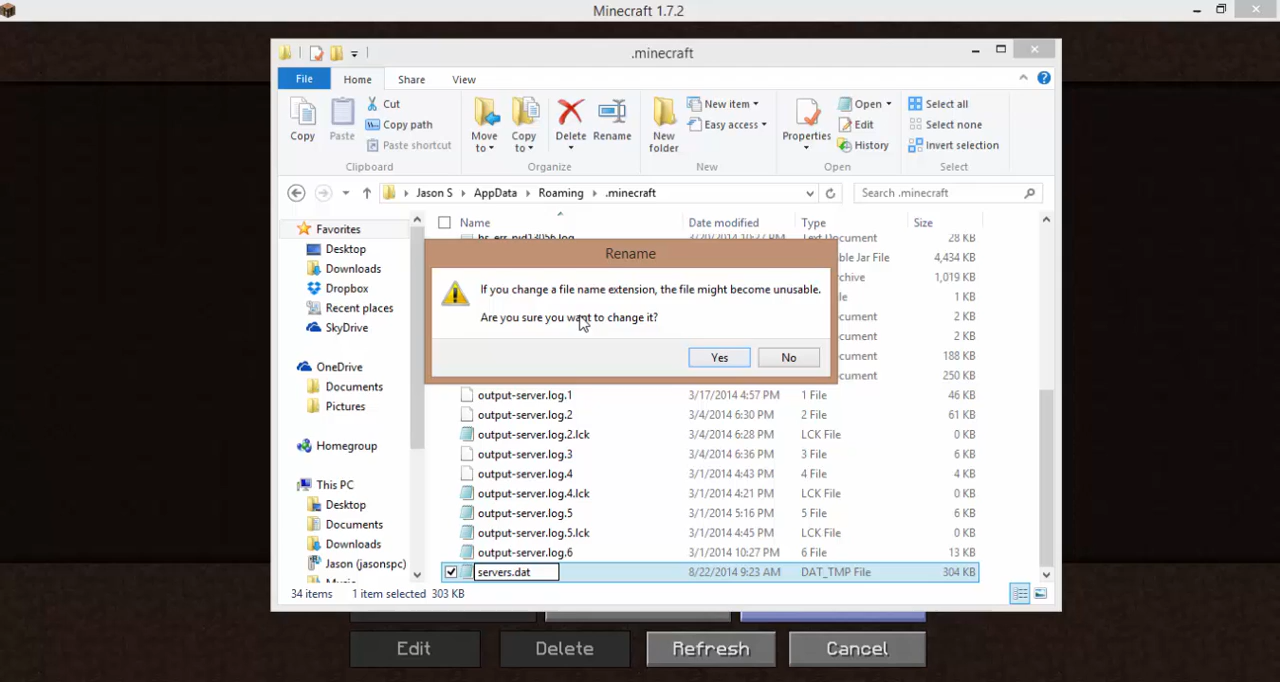 Minecraft 1.7.2
.minecraft
File Home Share View
Copy Paste Cut Copy path Paste shortcut
Move to Copy to Delete Rename
New folder New item Easy access
Properties Open Edit History
Select all Select none Invert selection
Clipboard Organize New Open Select
Jason S AppData Roaming .minecraft Search .minecraft
Name Date modified Type Size
Favorites
Desktop
Downloads
Dropbox
Recent places
SkyDrive
OneDrive
Documents
Pictures
Homegroup
This PC
Desktop
Documents
Downloads
Jason (jasonspc)
Music
28 KB
4,434 KB
1,019 KB
1 KB
2 KB
2 KB
188 KB
250 KB
Rename
If you change a file name extension, the file might become unusable.
Are you sure you want to change it?
Yes No
output-server.log.1 3/17/2014 4:57 PM 1 File 46 KB
output-server.log.2 3/4/2014 6:30 PM 2 File 61 KB
output-server.log.2.lck 3/4/2014 6:28 PM LCK File 0 KB
output-server.log.3 3/4/2014 6:36 PM 3 File 6 KB
output-server.log.4 3/1/2014 4:43 PM 4 File 4 KB
output-server.log.4.lck 3/1/2014 4:21 PM LCK File 0 KB
output-server.log.5 3/1/2014 5:16 PM 5 File 6 KB
output-server.log.5.lck 3/1/2014 4:45 PM LCK File 0 KB
output-server.log.6 3/1/2014 10:27 PM 6 File 13 KB
servers.dat 8/22/2014 9:23 AM DAT_TMP File 304 KB
34 items 1 item selected 303 KB
Edit Delete Refresh Cancel